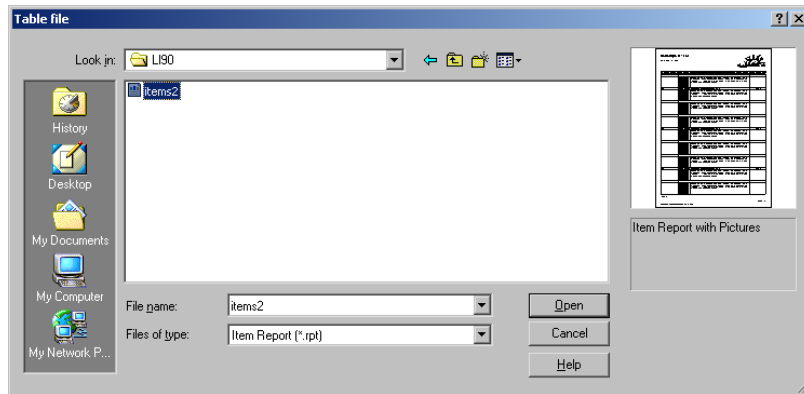 Table file
Look in: LI90
items2
History
Desktop
My Documents
My Computer
My Network P...
File name: items2
Files of type: Item Report (*.rpt)
Open
Cancel
Help
Item Report with Pictures